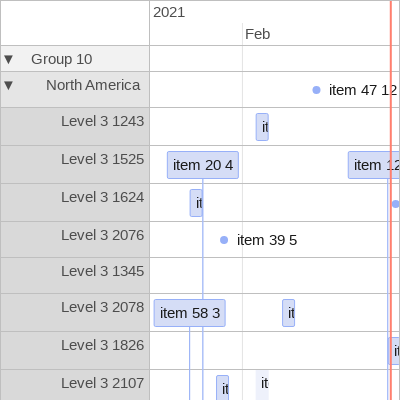 2021
Feb
▼ Group 10
▼ North America
item 47 12
Level 3 1243
it
Level 3 1525
item 20 4
item 12
Level 3 1624
it
Level 3 2076
item 39 5
Level 3 1345
Level 3 2078
item 58 3
it
Level 3 1826
it
Level 3 2107
it
it